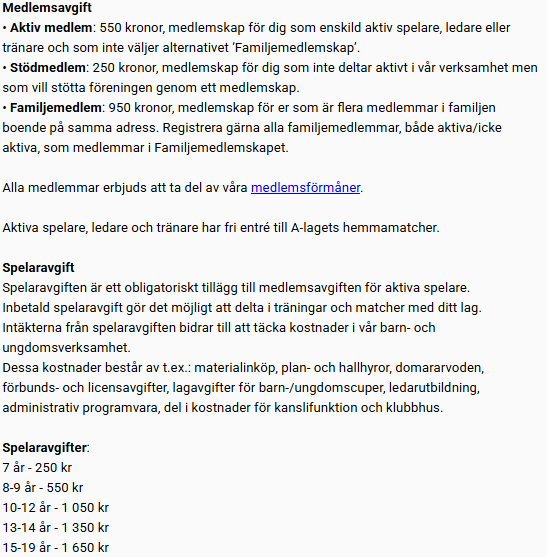 Medlemsavgift
• Aktiv medlem: 550 kronor, medlemskap för dig som enskild aktiv spelare, ledare eller
tränare och som inte väljer alternativet ‘Familjemedlemskap’.
• Stödmedlem: 250 kronor, medlemskap för dig som inte deltar aktivt i vår verksamhet men
som vill stötta föreningen genom ett medlemskap.
• Familjemedlem: 950 kronor, medlemskap för er som är flera medlemmar i familjen
boende på samma adress. Registrera gärna alla familjemedlemmar, både aktiva/icke
aktiva, som medlemmar i Familjemedlemskapet.
Alla medlemmar erbjuds att ta del av våra medlemsförmåner.
Aktiva spelare, ledare och tränare har fri entré till A-lagets hemmamatcher.
Spelaravgift
Spelaravgiften är ett obligatoriskt tillägg till medlemsavgiften för aktiva spelare.
Inbetald spelaravgift gör det möjligt att delta i träningar och matcher med ditt lag.
Intäkterna från spelaravgiften bidrar till att täcka kostnader i vår barn- och
ungdomsverksamhet.
Dessa kostnader består av t.ex.: materialinköp, plan- och hallhyror, domararvoden,
förbunds- och licensavgifter, lagavgifter för barn-/ungdomscuper, ledarutbildning,
administrativ programvara, del i kostnader för kanslifunktion och klubbhus.
Spelaravgifter:
7 år - 250 kr
8-9 år - 550 kr
10-12 år - 1 050 kr
13-14 år - 1 350 kr
15-19 år - 1 650 kr